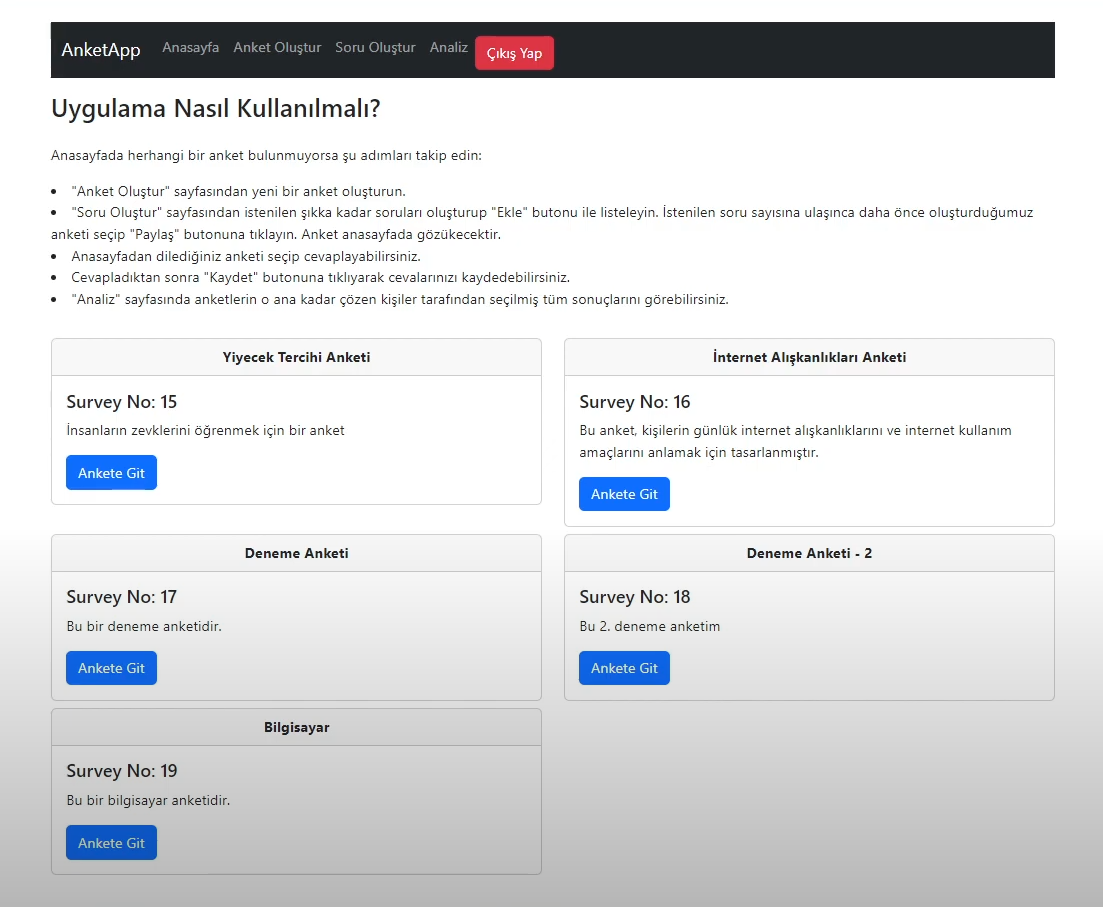 AnketApp Anasayfa Anket Oluştur Soru Oluştur Analiz Çıkış Yap
Uygulama Nasıl Kullanılmalı?
Anasayfada herhangi bir anket bulunmuyorsa şu adımları takip edin:
• "Anket Oluştur" sayfasından yeni bir anket oluşturun.
• "Soru Oluştur" sayfasından istenilen şıkka kadar soruları oluşturup "Ekle" butonu ile listeleyin. İstenilen soru sayısına ulaşınca daha önce oluşturduğumuz
anketi seçip "Paylaş" butonuna tıklayın. Anket anasayfada gözükecektir.
• Anasayfadan dilediğiniz anketi seçip cevaplayabilirsiniz.
• Cevapladıktan sonra "Kaydet" butonuna tıklıyarak cevalarınızı kaydedebilirsiniz.
• "Analiz" sayfasında anketlerin o ana kadar çözen kişiler tarafından seçilmiş tüm sonuçlarını görebilirsiniz.
Yiyecek Tercihi Anketi
Survey No: 15
İnsanların zevklerini öğrenmek için bir anket
Ankete Git
İnternet Alışkanlıkları Anketi
Survey No: 16
Bu anket, kişilerin günlük internet alışkanlıklarını ve internet kullanım
amaçlarını anlamak için tasarlanmıştır.
Ankete Git
Deneme Anketi
Survey No: 17
Bu bir deneme anketidir.
Ankete Git
Deneme Anketi - 2
Survey No: 18
Bu 2. deneme anketim
Ankete Git
Bilgisayar
Survey No: 19
Bu bir bilgisayar anketidir.
Ankete Git